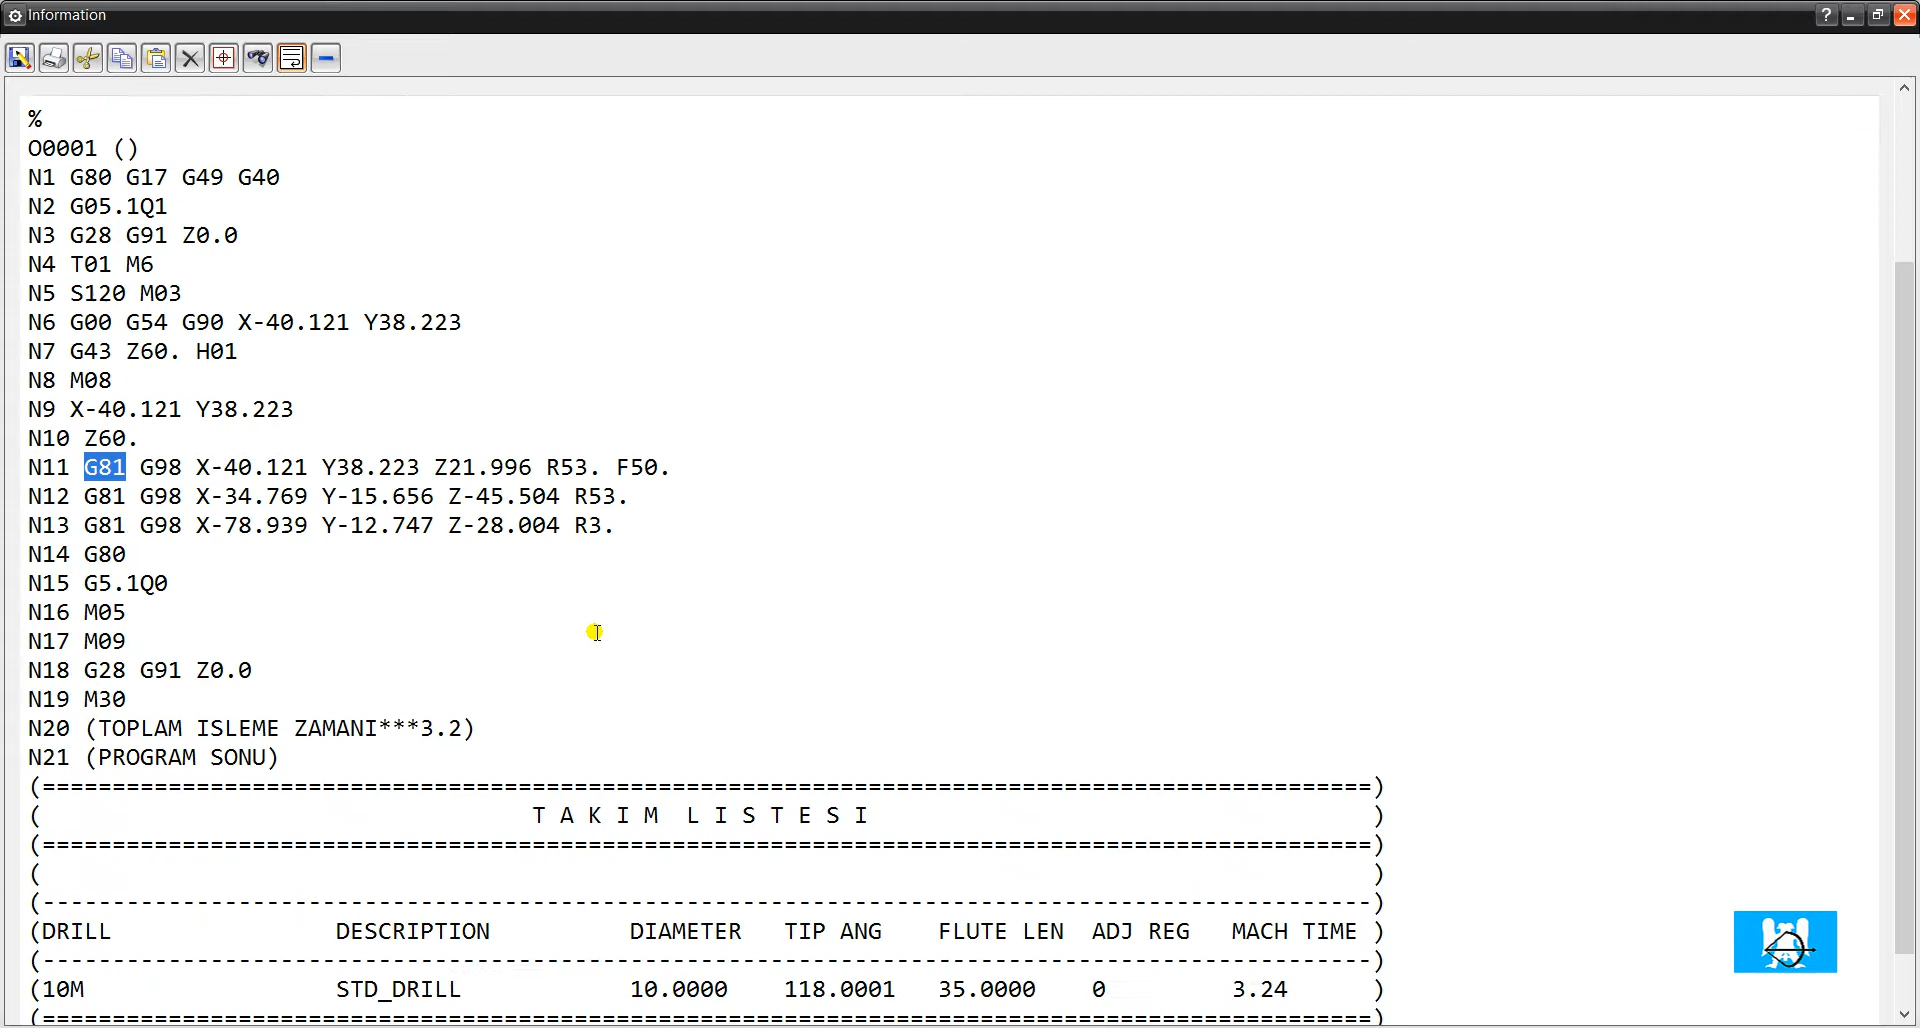 Information
%
O0001 ()
N1 G80 G17 G49 G40
N2 G05.1Q1
N3 G28 G91 Z0.0
N4 T01 M6
N5 S120 M03
N6 G00 G54 G90 X-40.121 Y38.223
N7 G43 Z60. H01
N8 M08
N9 X-40.121 Y38.223
N10 Z60.
N11 G81 G98 X-40.121 Y38.223 Z21.996 R53. F50.
N12 G81 G98 X-34.769 Y-15.656 Z-45.504 R53.
N13 G81 G98 X-78.939 Y-12.747 Z-28.004 R3.
N14 G80
N15 G5.1Q0
N16 M05
N17 M09
N18 G28 G91 Z0.0
N19 M30
N20 (TOPLAM ISLEME ZAMANI***3.2)
N21 (PROGRAM SONU)
(===============================================================================================)
( T A K I M L I S T E S I )
(===============================================================================================)
( )
(-----------------------------------------------------------------------------------------------)
(DRILL DESCRIPTION DIAMETER TIP ANG FLUTE LEN ADJ REG MACH TIME )
(-----------------------------------------------------------------------------------------------)
(10M STD_DRILL 10.0000 118.0001 35.0000 0 3.24 )
(===============================================================================================)